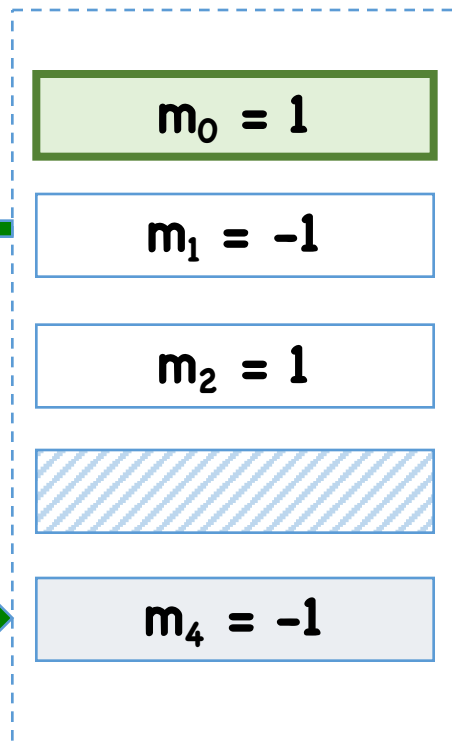 m₀ = 1
m₁ = -1
m₂ = 1
m₄ = -1